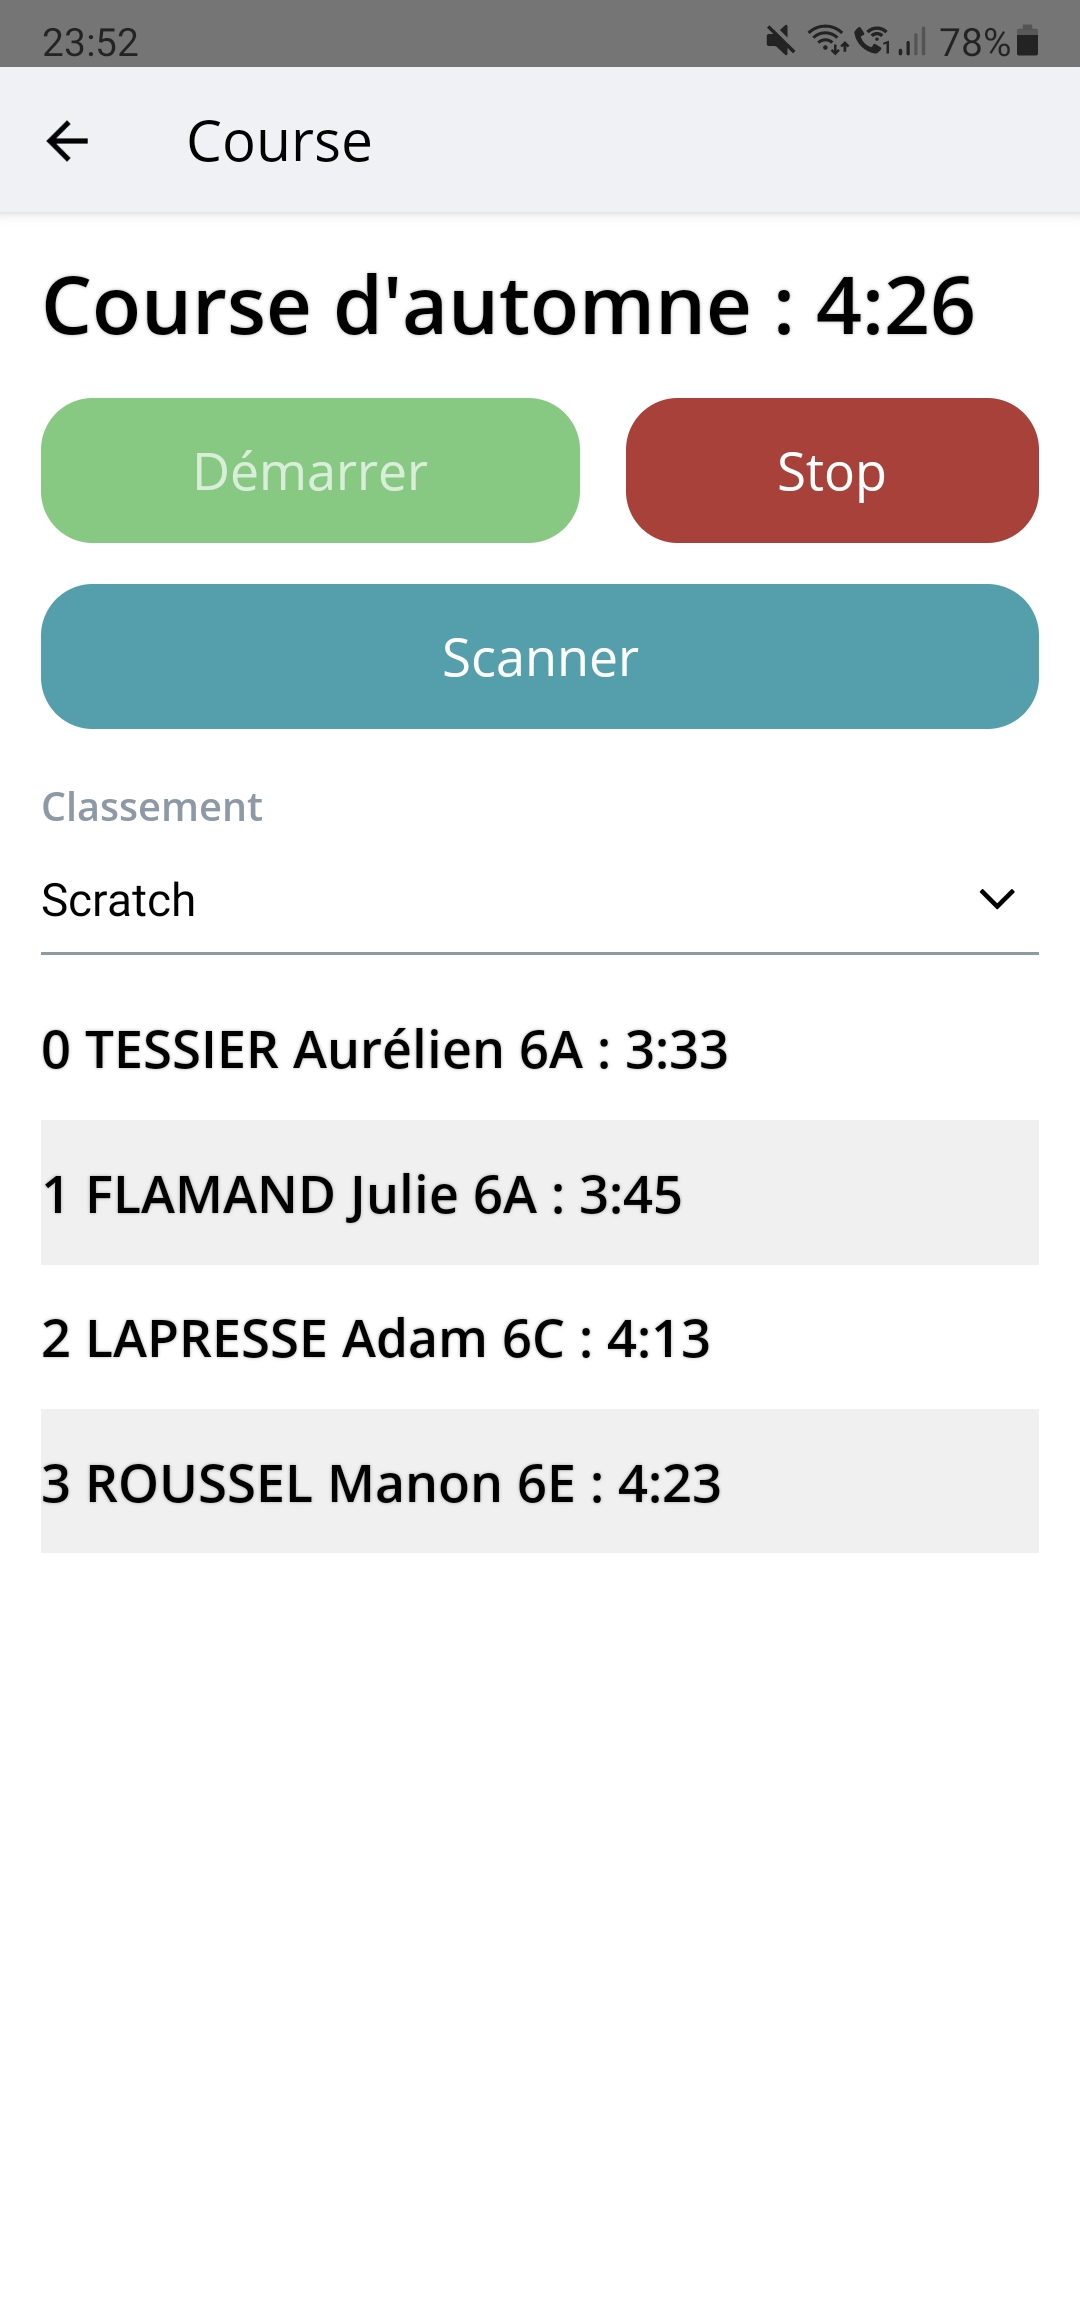 23:52 78%
Course
Course d'automne : 4:26
Démarrer Stop
Scanner
Classement
Scratch
0 TESSIER Aurélien 6A : 3:33
1 FLAMAND Julie 6A : 3:45
2 LAPRESSE Adam 6C : 4:13
3 ROUSSEL Manon 6E : 4:23